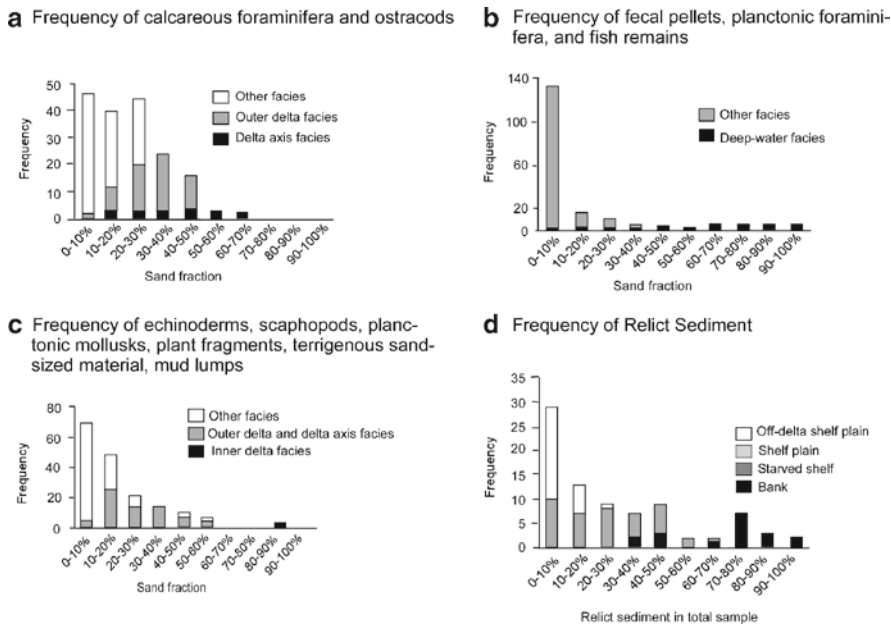 a Frequency of calcareous foraminifera and ostracods
50
40
30
20
10
0
Frequency
Other facies
Outer delta facies
Delta axis facies
0-10%
10-20%
20-30%
30-40%
40-50%
50-60%
60-70%
70-80%
80-90%
90-100%
Sand fraction
b Frequency of fecal pellets, planctonic foramini-
fera, and fish remains
140
100
60
20
0
Frequency
Other facies
Deep-water facies
0-10%
10-20%
20-30%
30-40%
40-50%
50-60%
60-70%
70-80%
80-90%
90-100%
Sand fraction
c Frequency of echinoderms, scaphopods, planc-
tonic mollusks, plant fragments, terrigenous sand-
sized material, mud lumps
80
60
40
20
0
Frequency
Other facies
Outer delta and delta axis facies
Inner delta facies
0-10%
10-20%
20-30%
30-40%
40-50%
50-60%
60-70%
70-80%
80-90%
90-100%
Sand fraction
d Frequency of Relict Sediment
35
30
25
20
15
10
5
0
Frequency
Off-delta shelf plain
Shelf plain
Starved shelf
Bank
0-10%
10-20%
20-30%
30-40%
40-50%
50-60%
60-70%
70-80%
80-90%
90-100%
Relict sediment in total sample